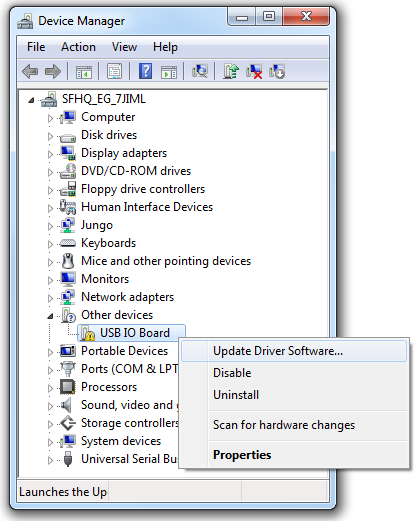 Device Manager
File Action View Help
SFHQ_EG_7JIML
Computer
Disk drives
Display adapters
DVD/CD-ROM drives
Floppy drive controllers
Human Interface Devices
Jungo
Keyboards
Mice and other pointing devices
Monitors
Network adapters
Other devices
USB IO Board
Portable Devices
Ports (COM & LPT
Processors
Sound, video and g
Storage controllers
System devices
Universal Serial Bu
Update Driver Software...
Disable
Uninstall
Scan for hardware changes
Properties
Launches the Up